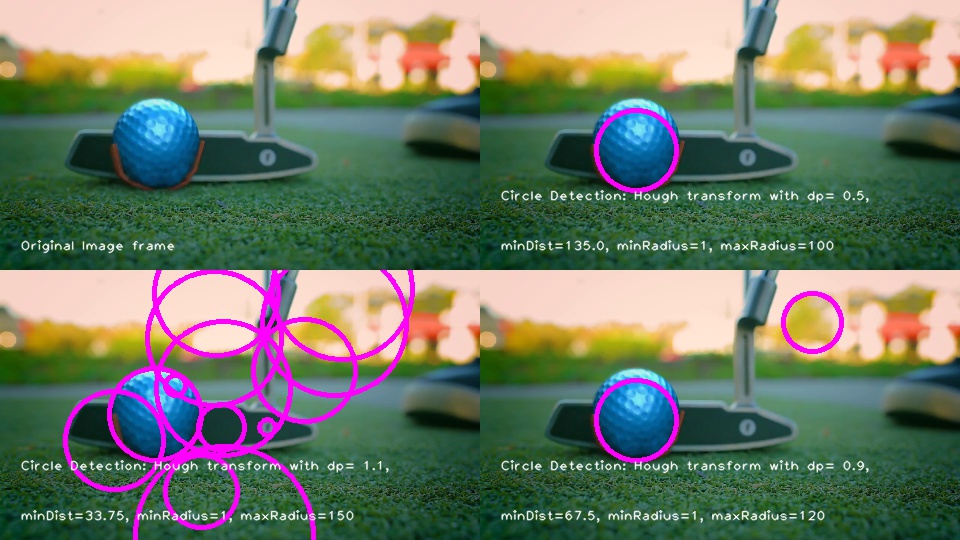 Original Image frame
Circle Detection: Hough transform with dp= 0.5,
minDist=135.0, minRadius=1, maxRadius=100
Circle Detection: Hough transform with dp= 1.1,
minDist=33.75, minRadius=1, maxRadius=150
Circle Detection: Hough transform with dp= 0.9,
minDist=67.5, minRadius=1, maxRadius=120